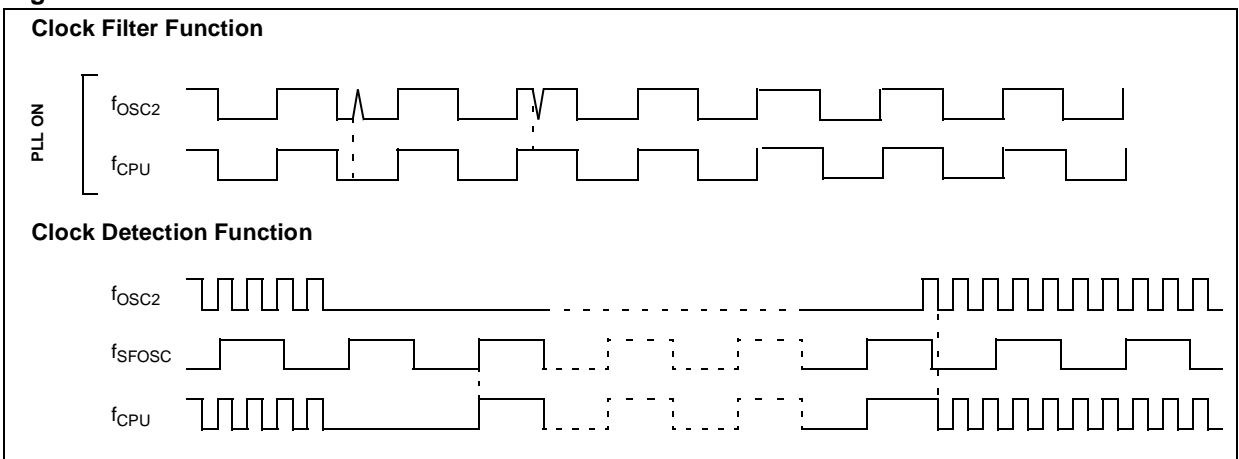 Clock Filter Function
PLL ON
fOSC2
fCPU
Clock Detection Function
fOSC2
fSFOSC
fCPU